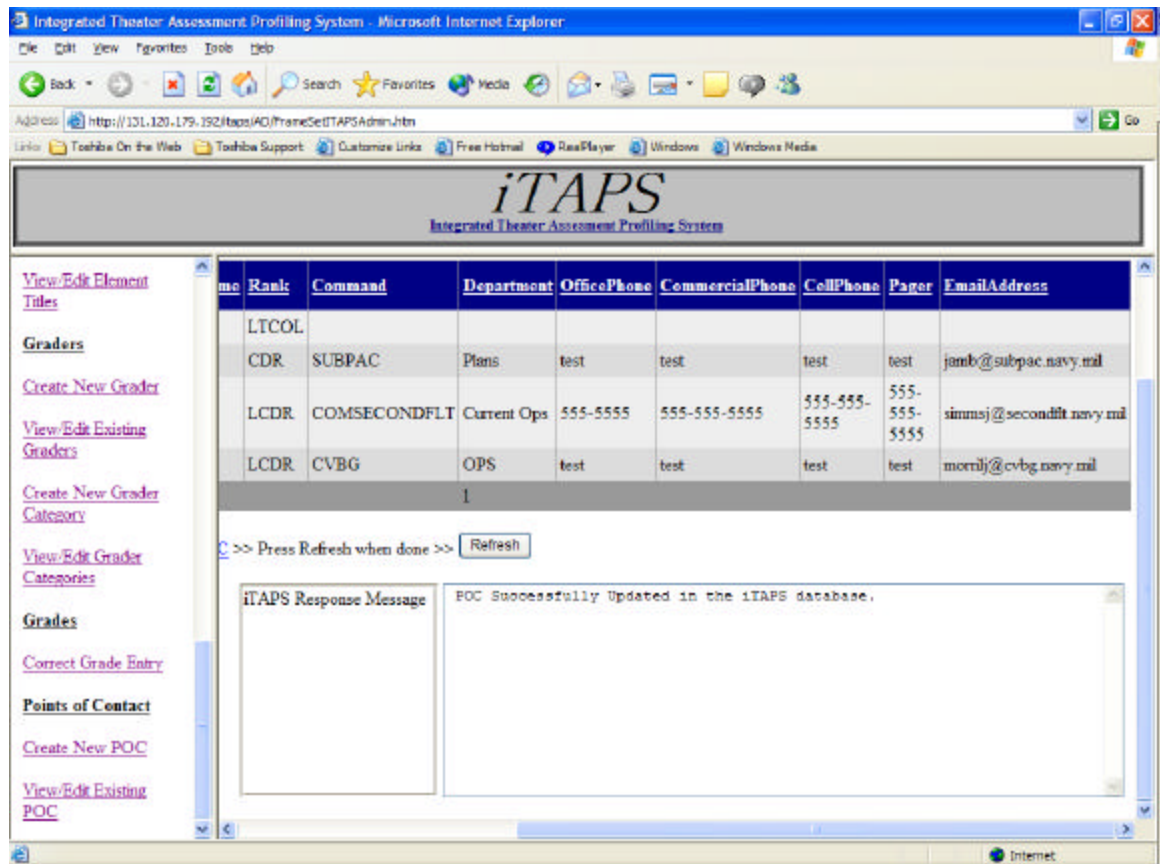 Integrated Theater Assessment Profiling System - Microsoft Internet Explorer
File Edit View Favorites Tools Help
Back Search Favorites Media
Address http://131.120.179.192/itaps/AO/FrameSetITAPSAdmin.htm Go
Links Toshiba On the Web Toshiba Support Customize Links Free Hotmail RealPlayer Windows Windows Media
iTAPS
Integrated Theater Assessment Profiling System
View/Edit Element
Titles
Graders
Create New Grader
View/Edit Existing
Graders
Create New Grader
Category
View/Edit Grader
Categories
Grades
Correct Grade Entry
Points of Contact
Create New POC
View/Edit Existing
POC
me Rank Command Department OfficePhone CommercialPhone CellPhone Pager EmailAddress
LTCOL
CDR SUBPAC Plans test test test test jamb@subpac.navy.mil
LCDR COMSECONDFLT Current Ops 555-5555 555-555-5555 555-555-
5555 555-
555-
5555 simmsj@secondflt.navy.mil
LCDR CVBG OPS test test test test morrilj@cvbg.navy.mil
1
C >> Press Refresh when done >> Refresh
iTAPS Response Message
POC Successfully Updated in the iTAPS database.
Internet